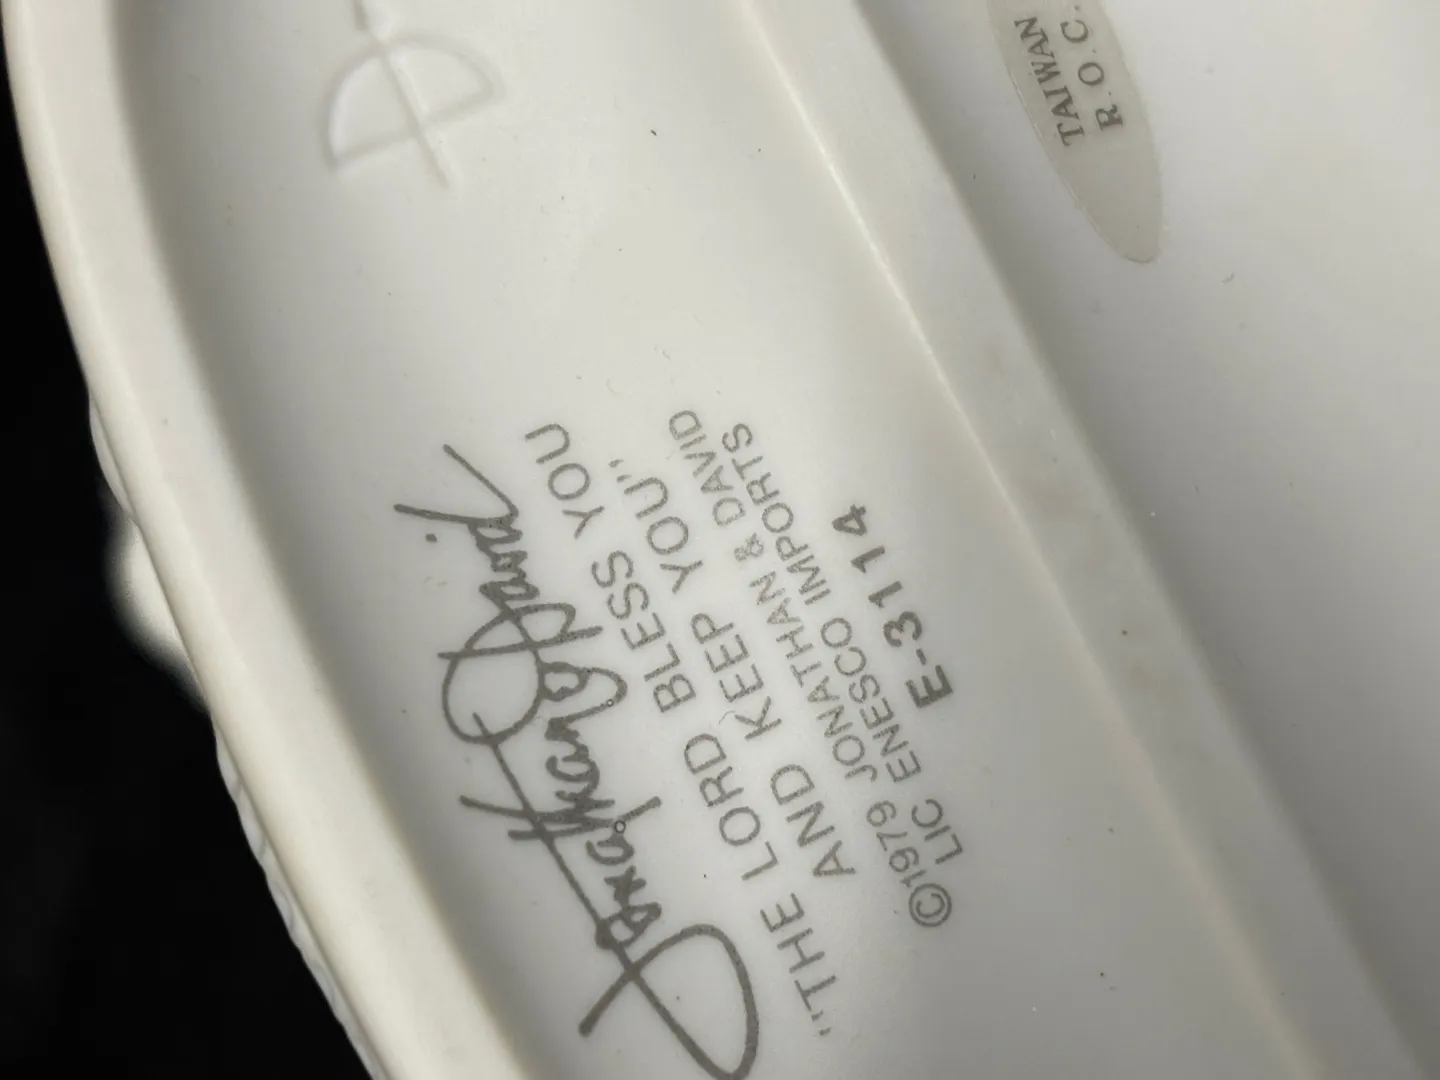 Jonathan & David
"THE LORD BLESS YOU
AND KEEP YOU"
©1979 JONATHAN & DAVID
LIC ENESCO IMPORTS
E-3114
TAIWAN
R.O.C.
D